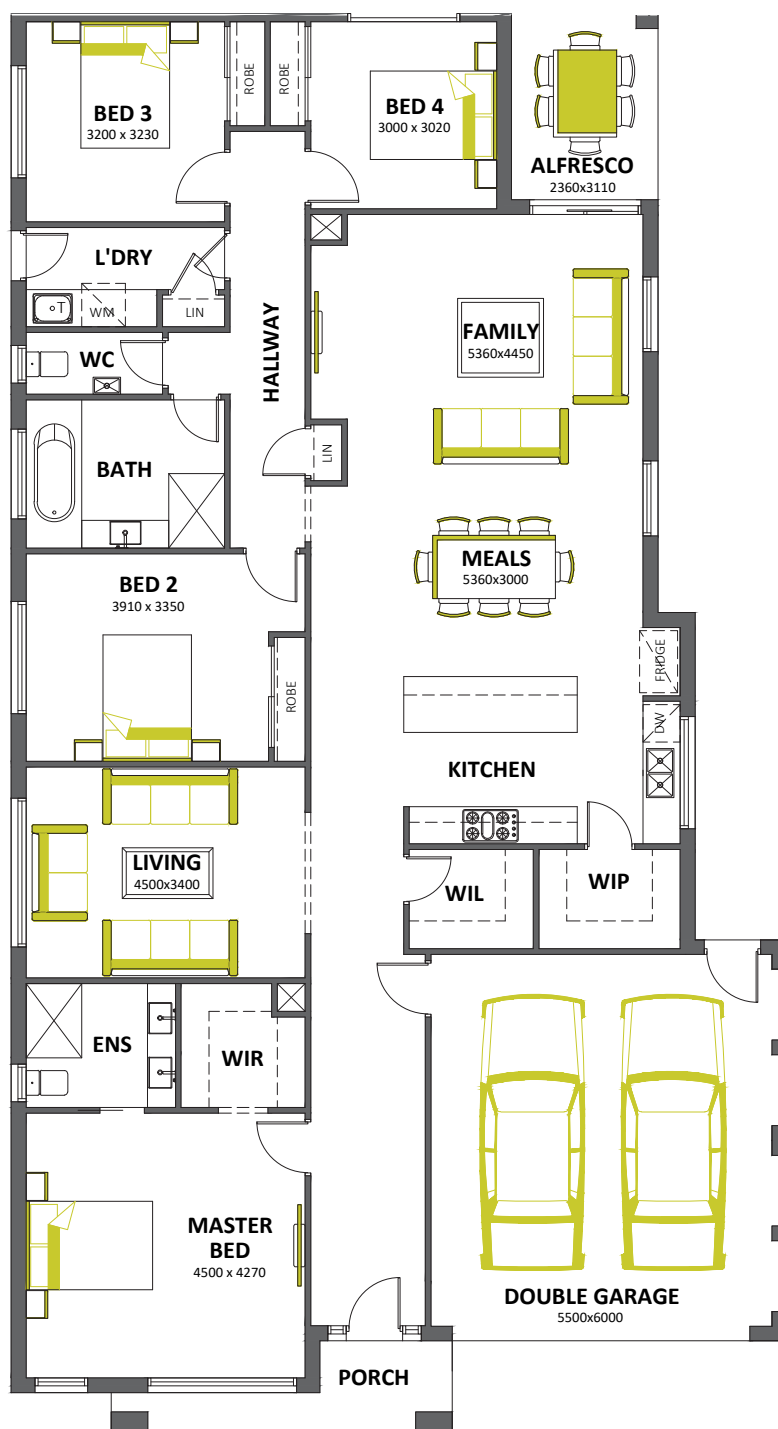 ROBE
ROBE
BED 3
3200 x 3230
BED 4
3000 x 3020
ALFRESCO
2360x3110
L'DRY
T
WM
LIN
HALLWAY
FAMILY
5360x4450
WC
LIN
BATH
MEALS
5360x3000
BED 2
3910 x 3350
FRIDGE
ROBE
DW
KITCHEN
LIVING
4500x3400
WIL
WIP
ENS
WIR
MASTER
BED
4500 x 4270
DOUBLE GARAGE
5500x6000
PORCH